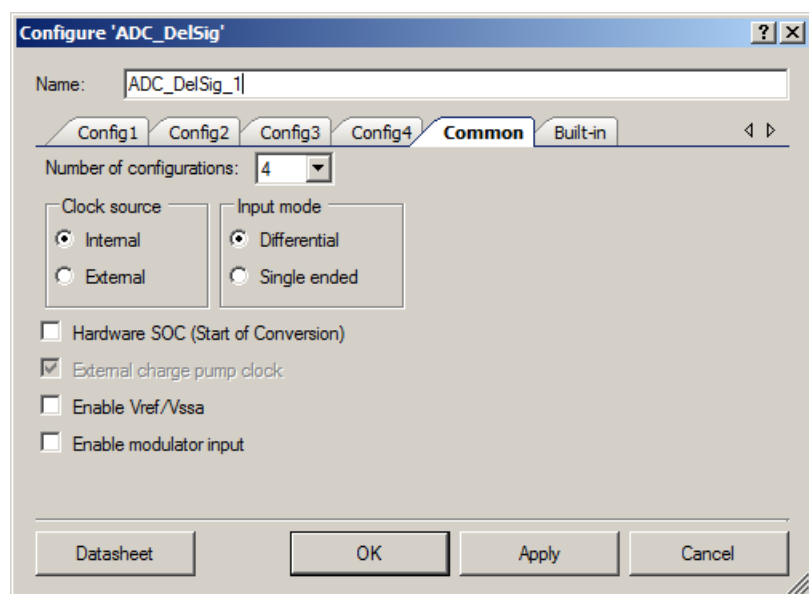 Configure 'ADC_DelSig'
Name: ADC_DelSig_1
Config1 Config2 Config3 Config4 Common Built-in
Number of configurations: 4
Clock source Input mode
Internal Differential
External Single ended
Hardware SOC (Start of Conversion)
External charge pump clock
Enable Vref/Vssa
Enable modulator input
Datasheet OK Apply Cancel